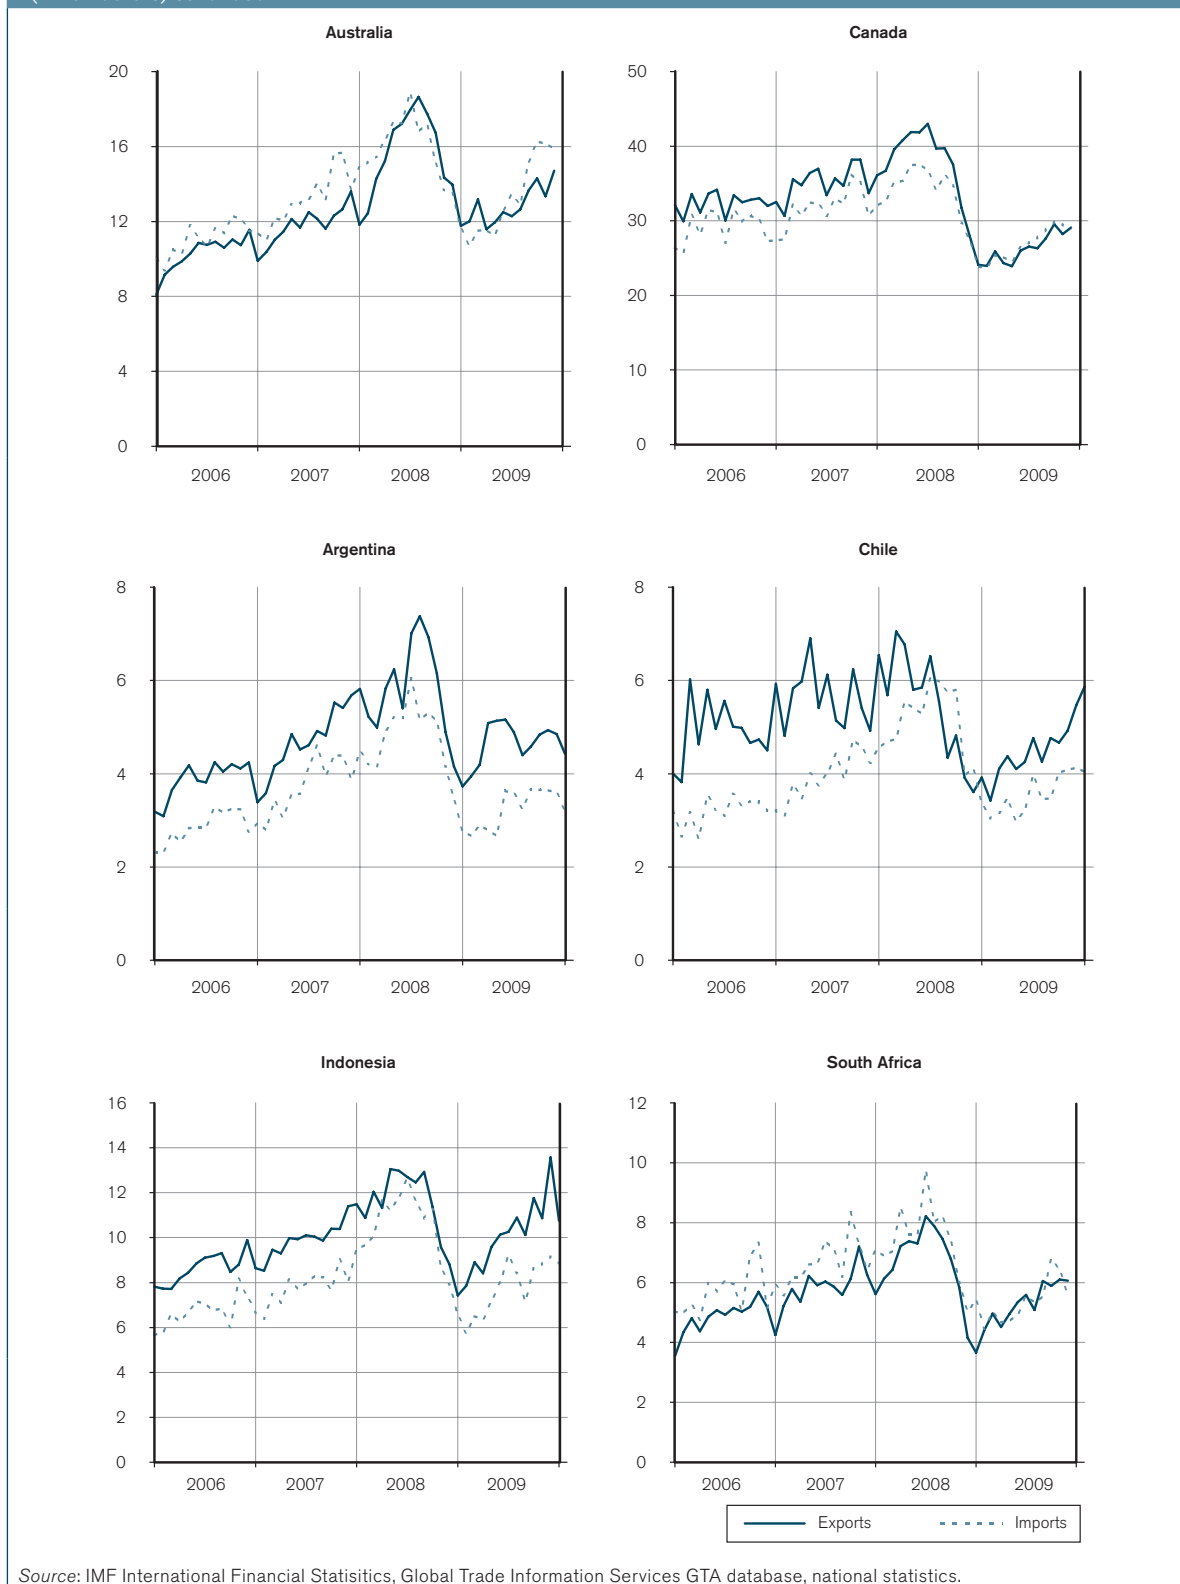 Australia
Canada
20
16
12
8
4
0
2006 2007 2008 2009
50
40
30
20
10
0
2006 2007 2008 2009
Argentina
Chile
8
6
4
2
0
2006 2007 2008 2009
8
6
4
2
0
2006 2007 2008 2009
Indonesia
South Africa
16
14
12
10
8
6
4
2
0
2006 2007 2008 2009
12
10
8
6
4
2
0
2006 2007 2008 2009
Exports Imports
Source: IMF International Financial Statisitics, Global Trade Information Services GTA database, national statistics.